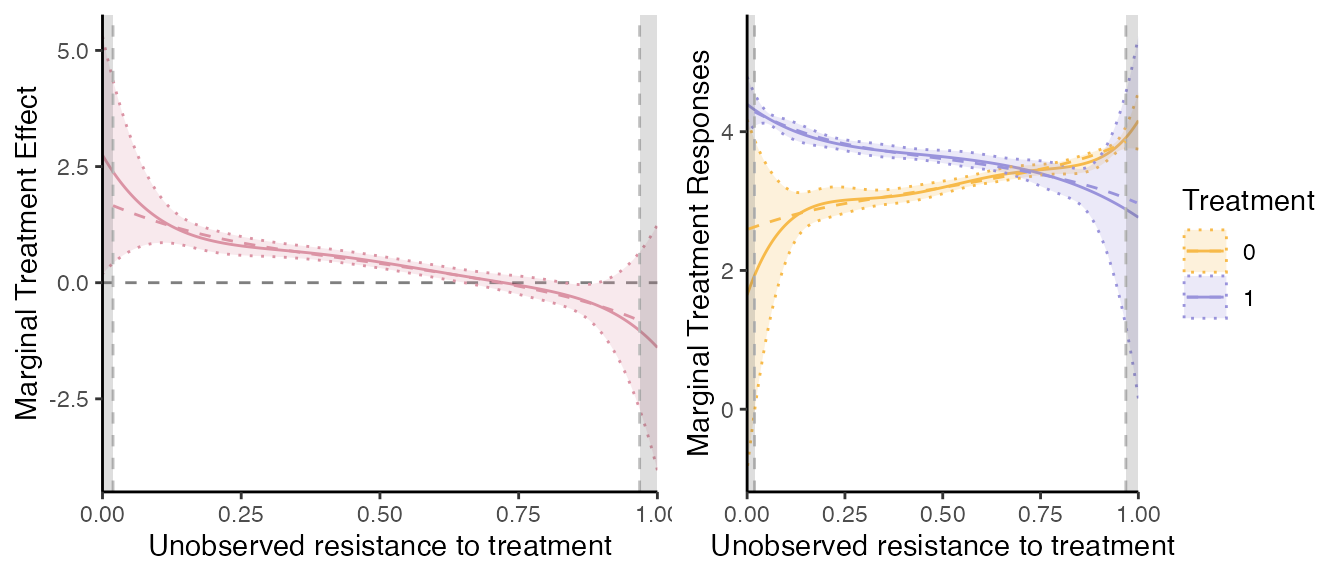 Marginal Treatment Effect
5.0
2.5
0.0
-2.5
0.00 0.25 0.50 0.75 1.00
Unobserved resistance to treatment
Marginal Treatment Responses
4
2
0
0.00 0.25 0.50 0.75 1.00
Unobserved resistance to treatment
Treatment
0
1